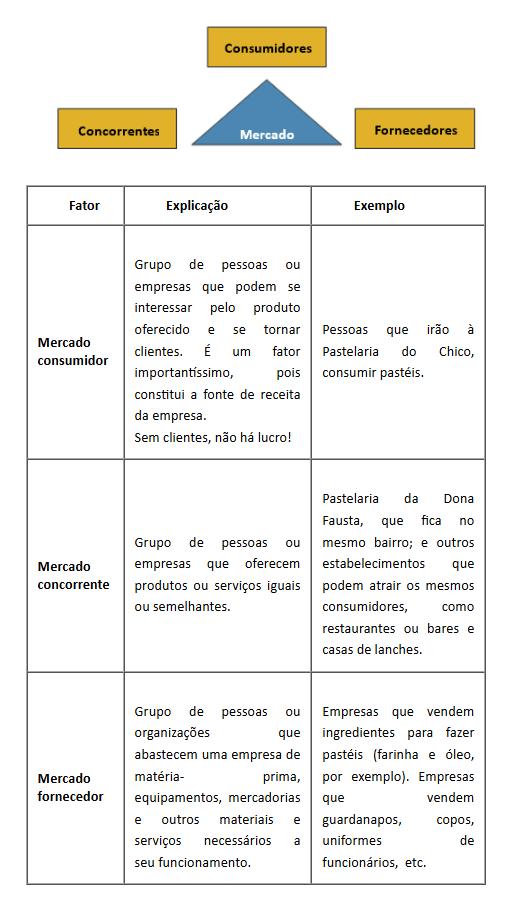 Consumidores
Concorrentes
Mercado
Fornecedores
Fator
Explicação
Exemplo
Mercado
consumidor
Grupo de pessoas ou
empresas que podem se
interessar pelo produto
oferecido e se tornar
clientes. É um fator
importantíssimo, pois
constitui a fonte de receita
da empresa.
Sem clientes, não há lucro!
Pessoas que irão à
Pastelaria do Chico,
consumir pastéis.
Mercado
concorrente
Grupo de pessoas ou
empresas que oferecem
produtos ou serviços iguais
ou semelhantes.
Pastelaria da Dona
Fausta, que fica no
mesmo bairro; e outros
estabelecimentos que
podem atrair os mesmos
consumidores, como
restaurantes ou bares e
casas de lanches.
Mercado
fornecedor
Grupo de pessoas ou
organizações que
abastecem uma empresa de
matéria- prima,
equipamentos, mercadorias
e outros materiais e
serviços necessários a
seu funcionamento.
Empresas que vendem
ingredientes para fazer
pastéis (farinha e óleo,
por exemplo). Empresas
que vendem
guardanapos, copos,
uniformes de
funcionários, etc.